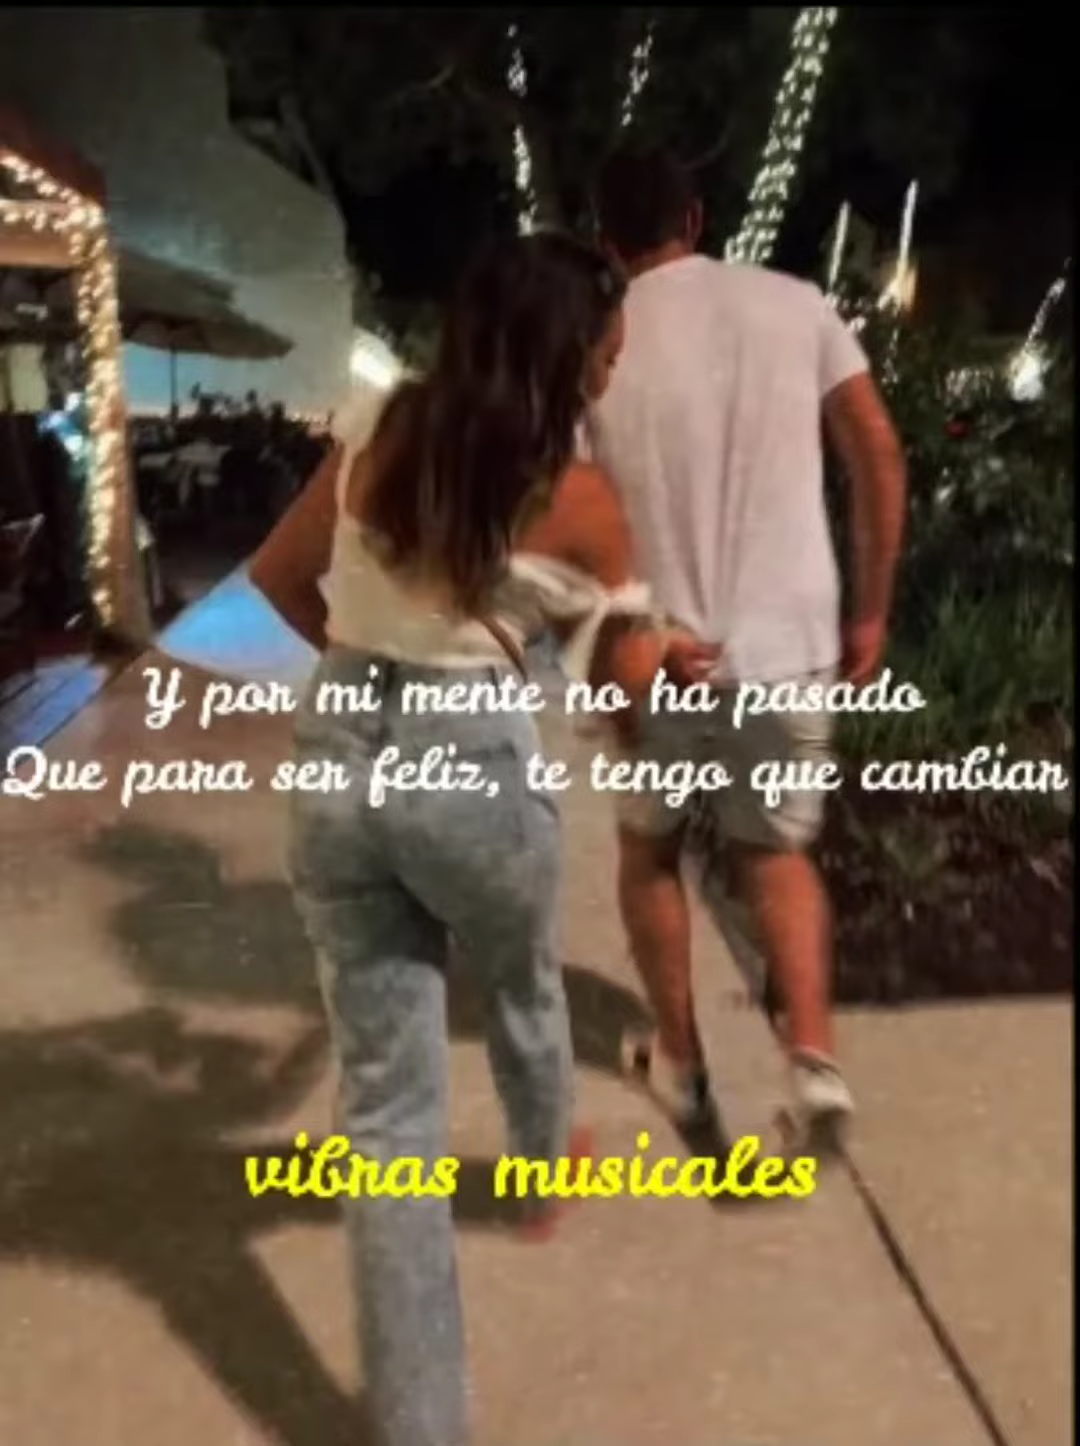 Y por mi mente no ha pasado
Que para ser feliz, te tengo que cambiar
vibras musicales